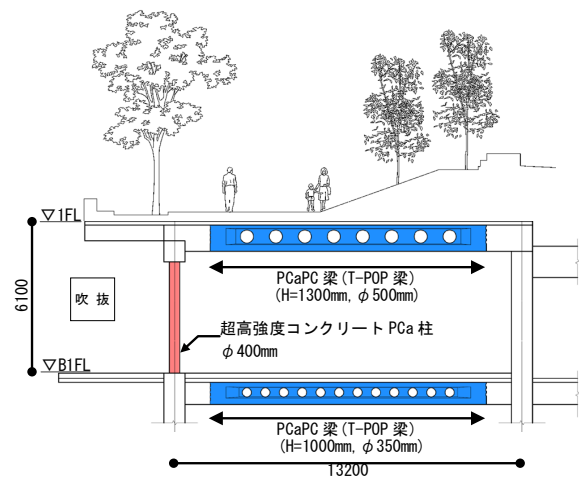 ▽1FL
PCaPC 梁(T-POP 梁)
(H=1300mm, φ500mm)
6100
吹 抜
超高強度コンクリート PCa 柱
φ400mm
▽B1FL
PCaPC 梁(T-POP 梁)
(H=1000mm, φ350mm)
13200